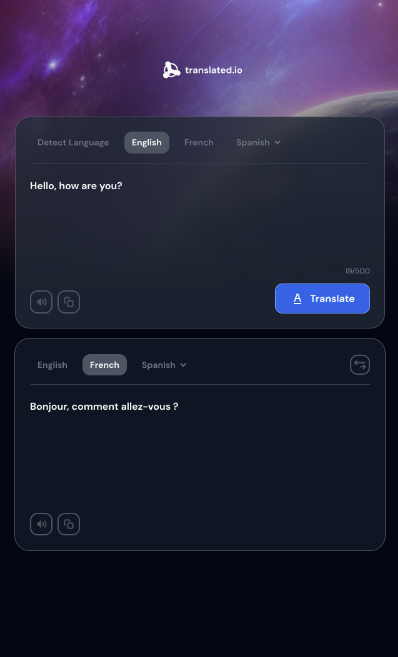 translated.io
Detect Language English French Spanish
Hello, how are you?
19/500
A Translate
English French Spanish
Bonjour, comment allez-vous ?